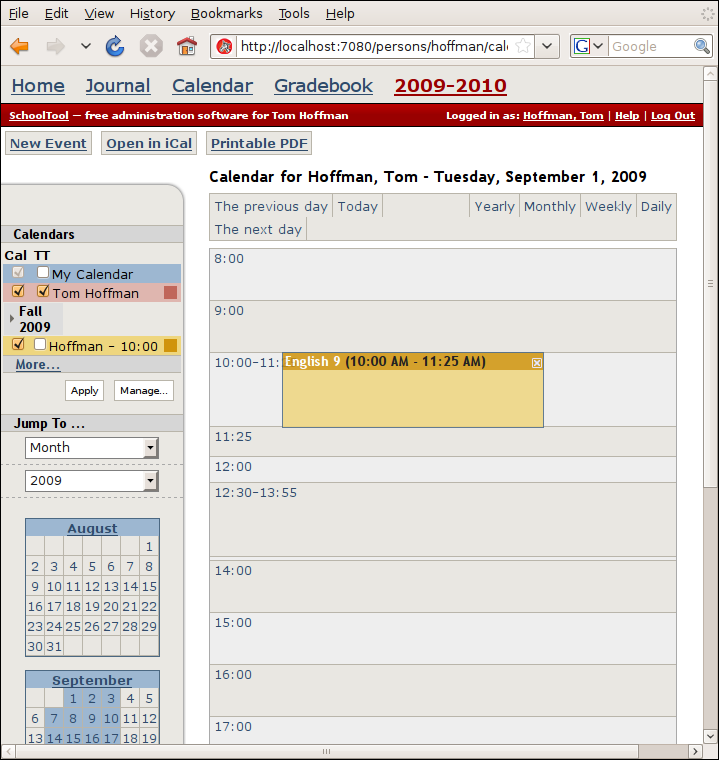 File Edit View History Bookmarks Tools Help
http://localhost:7080/persons/hoffman/cal
G Google
Home Journal Calendar Gradebook 2009-2010
SchoolTool — free administration software for Tom Hoffman Logged in as: Hoffman, Tom | Help | Log Out
New Event Open in iCal Printable PDF
Calendar for Hoffman, Tom - Tuesday, September 1, 2009
The previous day Today Yearly Monthly Weekly Daily
The next day
Calendars
Cal TT
My Calendar
Tom Hoffman
Fall
2009
Hoffman - 10:00
More...
Apply Manage...
Jump To ...
Month
2009
August
1
2 3 4 5 6 7 8
9 10 11 12 13 14 15
16 17 18 19 20 21 22
23 24 25 26 27 28 29
30 31
September
1 2 3 4 5
6 7 8 9 10 11 12
13 14 15 16 17 18 19
8:00
9:00
10:00-11:
English 9 (10:00 AM - 11:25 AM)
11:25
12:00
12:30-13:55
14:00
15:00
16:00
17:00